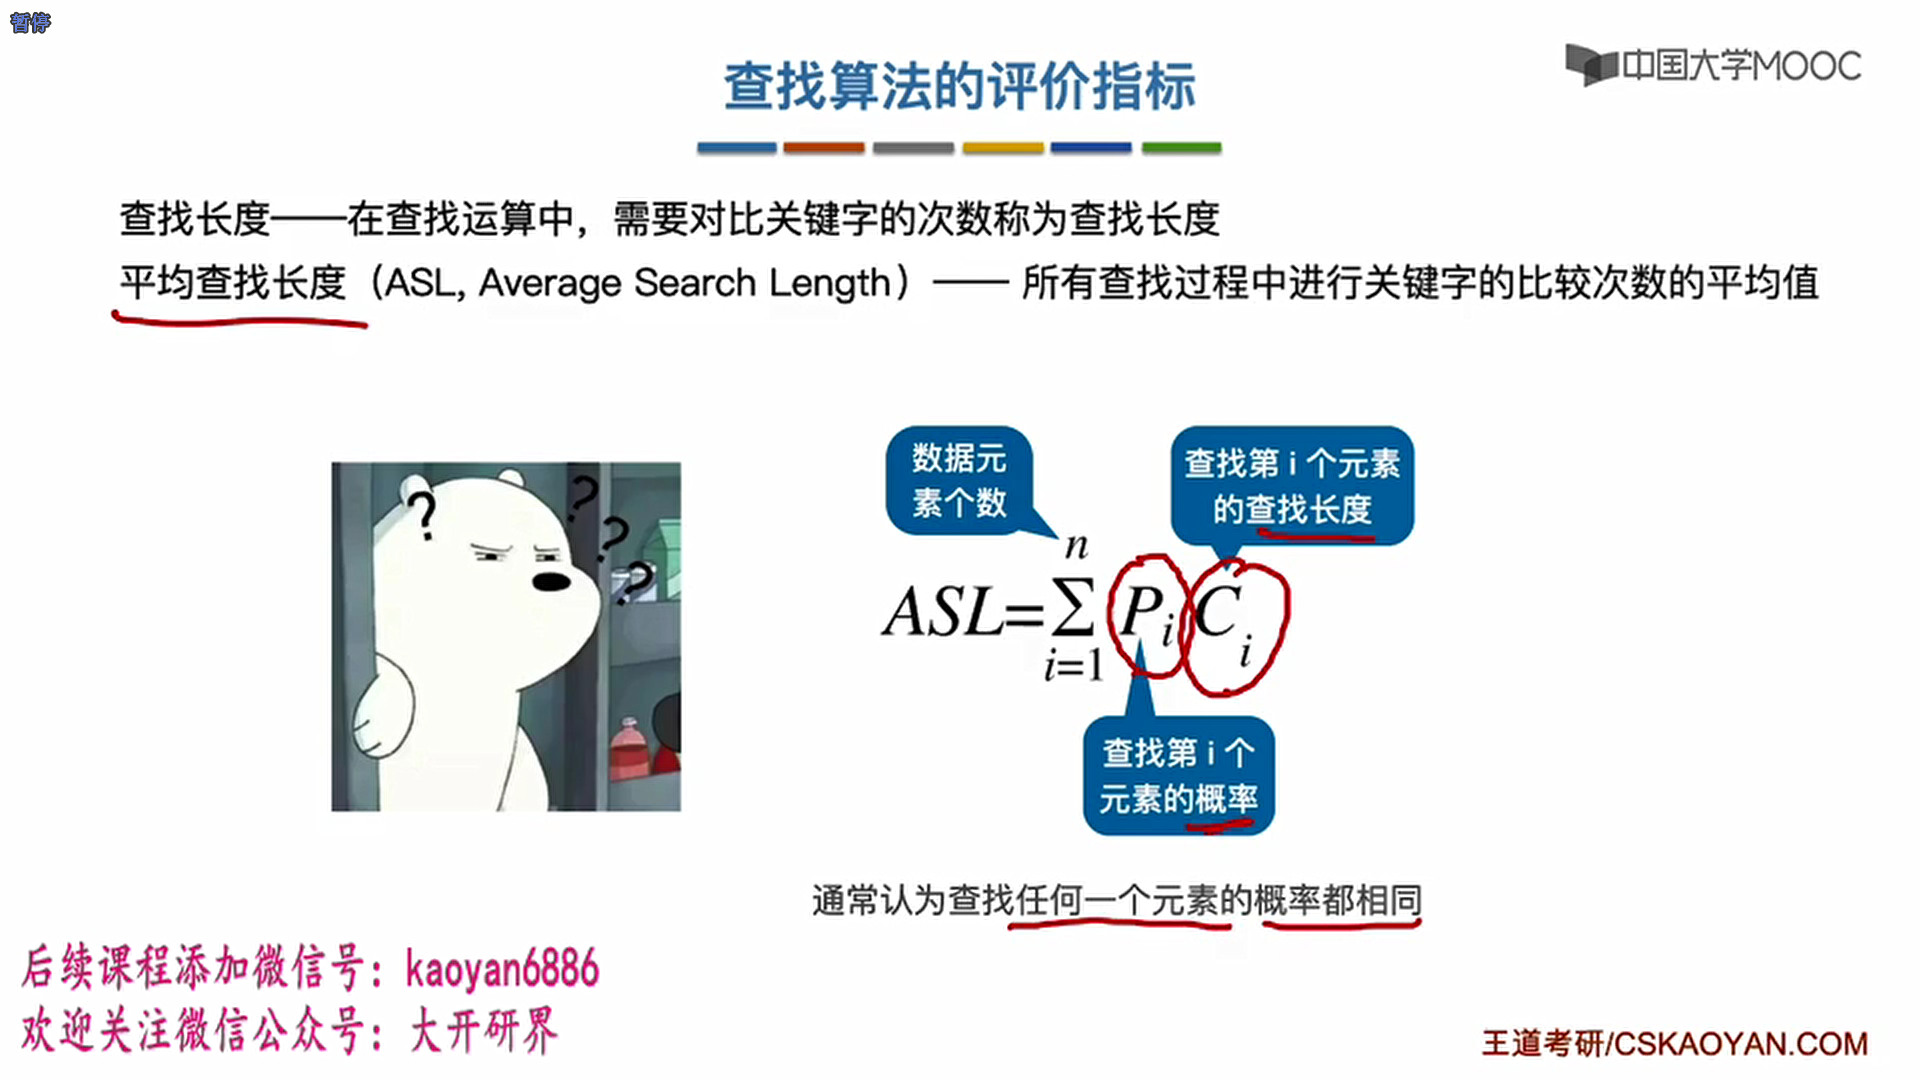 暂停
中国大学MOOC
查找算法的评价指标
查找长度——在查找运算中，需要对比关键字的次数称为查找长度
平均查找长度（ASL, Average Search Length）—— 所有查找过程中进行关键字的比较次数的平均值
数据元
素个数
查找第 i 个元素
的查找长度
? ? ? ?
n
ASL=∑ Pi Ci
i=1
查找第 i 个
元素的概率
通常认为查找任何一个元素的概率都相同
后续课程添加微信号：kaoyan6886
欢迎关注微信公众号：大开研界
王道考研/CSKAOYAN.COM